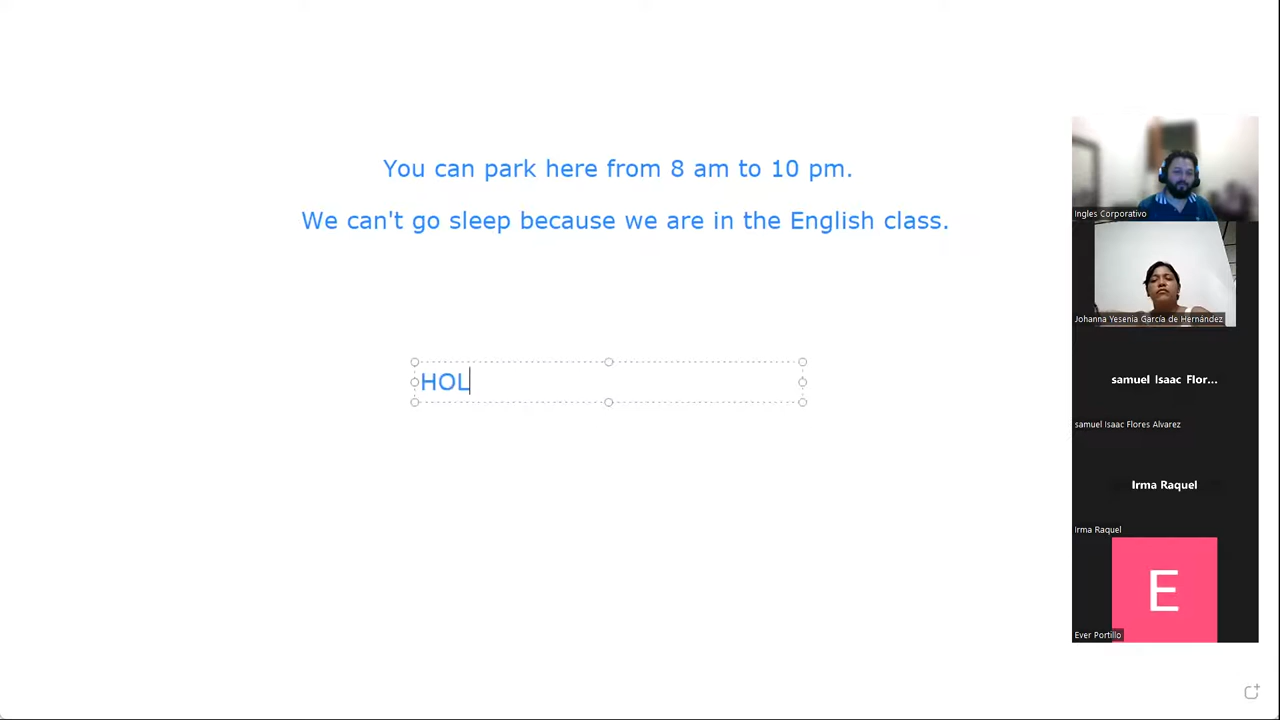 You can park here from 8 am to 10 pm.
We can't go sleep because we are in the English class.
HOL
Ingles Corporativo
Johanna Yesenia García de Hernández
samuel Isaac Flor...
samuel Isaac Flores Alvarez
Irma Raquel
Irma Raquel
E
Ever Portillo